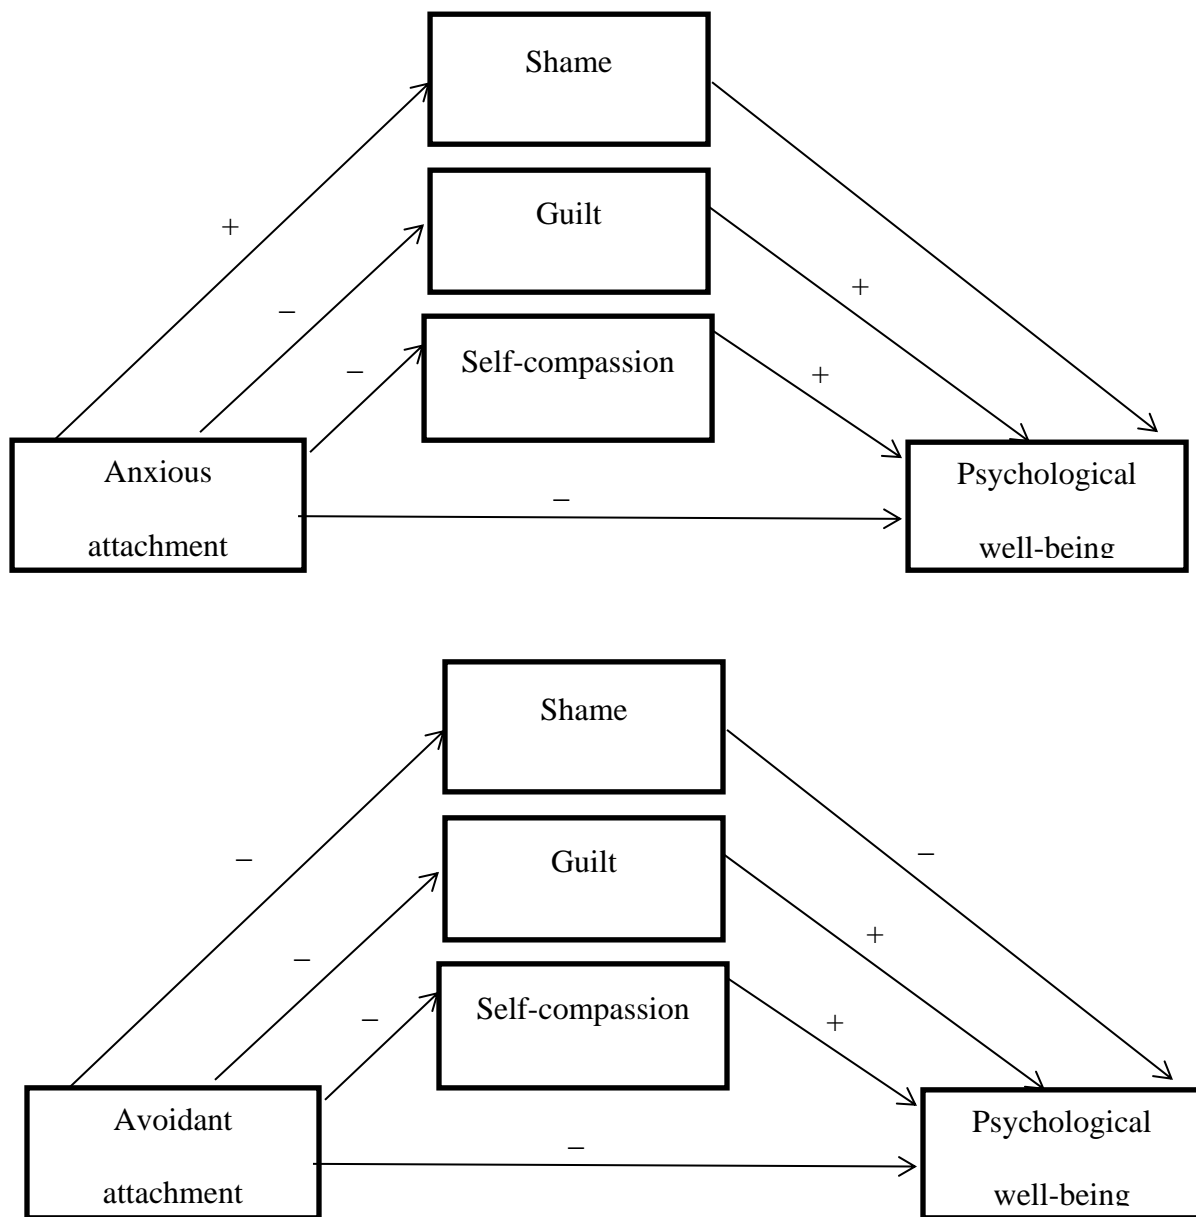 Shame
+
Guilt
+
–
Self-compassion
–
+
Anxious
attachment
–
Psychological
well-being
Shame
–
–
Guilt
+
–
Self-compassion
–
+
Avoidant
attachment
–
Psychological
well-being